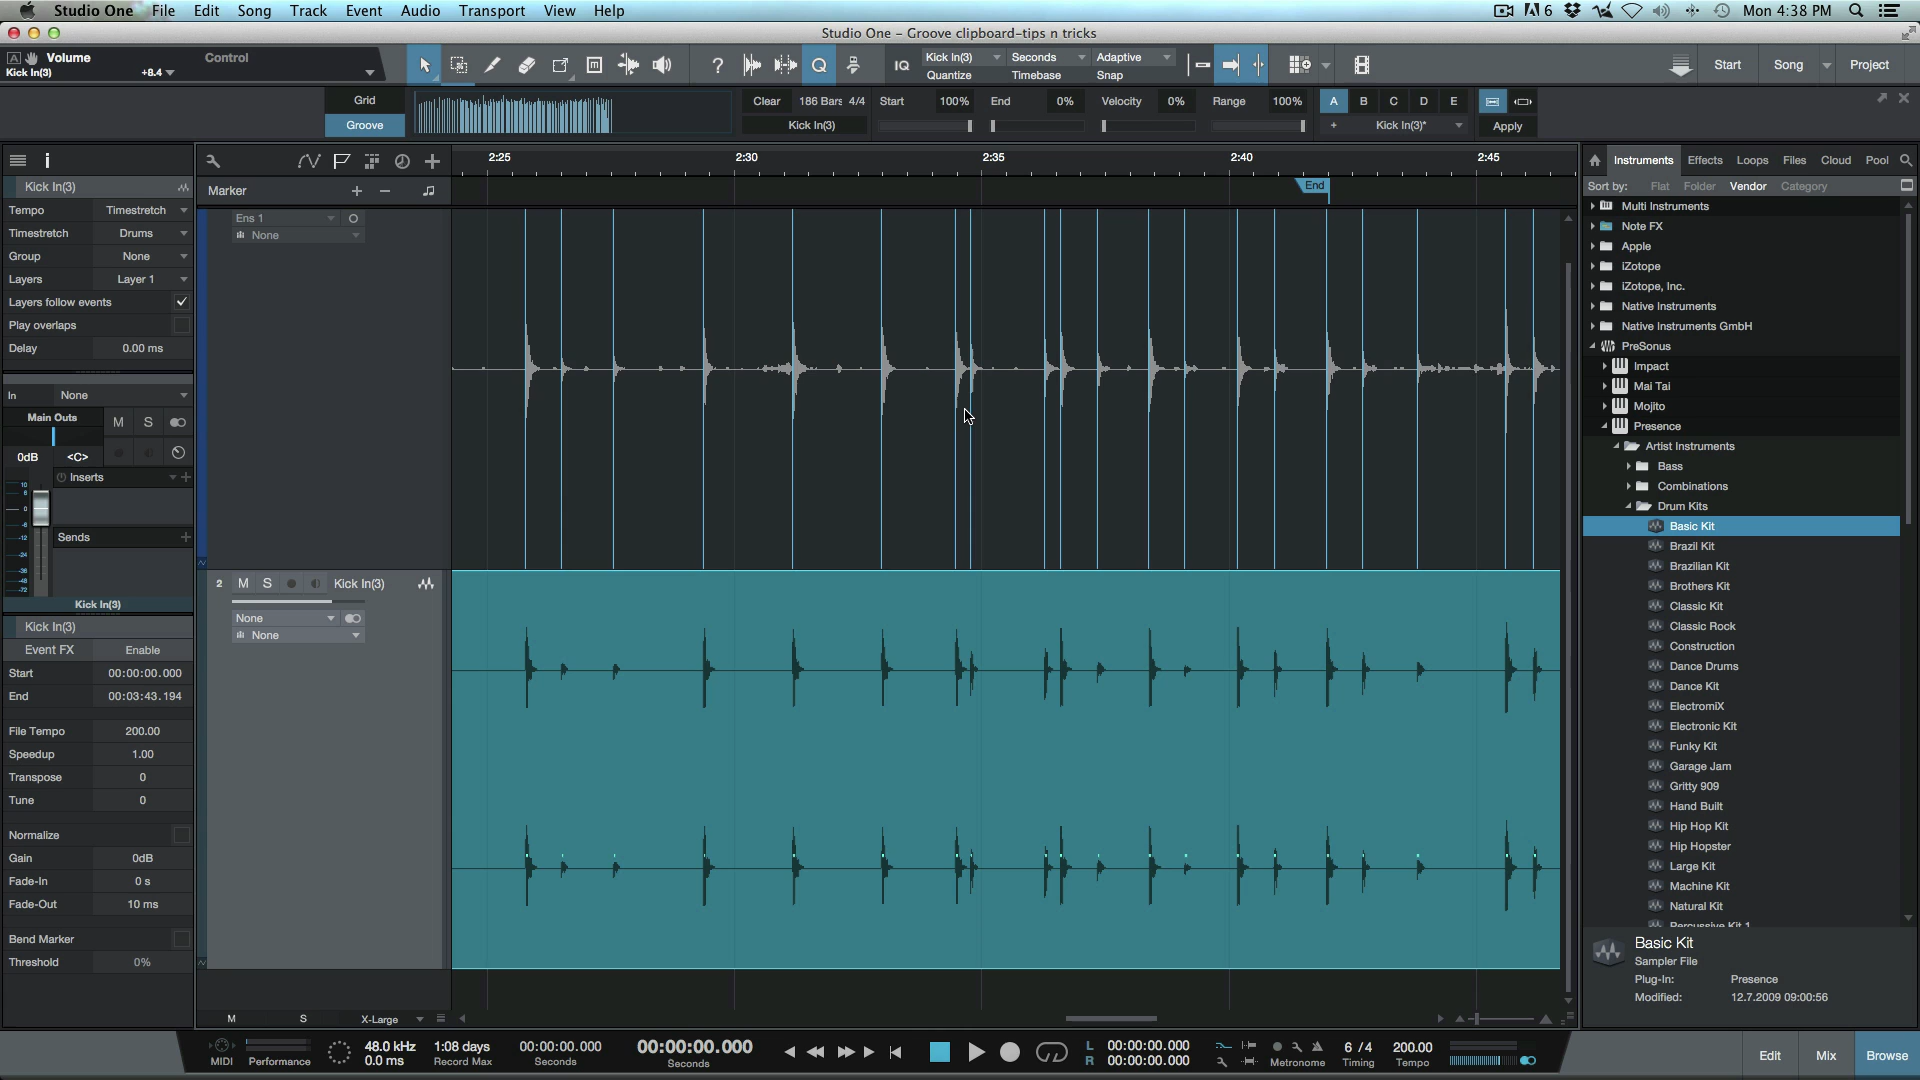 Studio One File Edit Song Track Event Audio Transport View Help
6 Mon 4:38 PM
Studio One - Groove clipboard-tips n tricks
A Volume Control
Kick In(3) +8.4
? Q IQ Kick In(3) Seconds Adaptive
Quantize Timebase Snap
Start Song Project
Grid
Groove
Clear 186 Bars 4/4 Start 100% End 0% Velocity 0% Range 100% A B C D E
Kick In(3) + Kick In(3)* Apply
i
Kick In(3)
Tempo Timestretch
Timestretch Drums
Group None
Layers Layer 1
Layers follow events
Play overlaps
Delay 0.00 ms
In None
Main Outs M S
0dB <C>
Inserts
Sends
10
6
0
-6
-12
-24
-36
-48
-72
Kick In(3)
Kick In(3)
Event FX Enable
Start 00:00:00.000
End 00:03:43.194
File Tempo 200.00
Speedup 1.00
Transpose 0
Tune 0
Normalize
Gain 0dB
Fade-In 0 s
Fade-Out 10 ms
Bend Marker
Threshold 0%
2:25 2:30 2:35 2:40 2:45
Marker + −
End
Ens 1
None
2 M S Kick In(3)
None
None
M S X-Large
Instruments Effects Loops Files Cloud Pool
Sort by: Flat Folder Vendor Category
Multi Instruments
Note FX
Apple
iZotope
iZotope, Inc.
Native Instruments
Native Instruments GmbH
PreSonus
Impact
Mai Tai
Mojito
Presence
Artist Instruments
Bass
Combinations
Drum Kits
Basic Kit
Brazil Kit
Brazilian Kit
Brothers Kit
Classic Kit
Classic Rock
Construction
Dance Drums
Dance Kit
ElectromiX
Electronic Kit
Funky Kit
Garage Jam
Gritty 909
Hand Built
Hip Hop Kit
Hip Hopster
Large Kit
Machine Kit
Natural Kit
Percussive Kit 1
Basic Kit
Sampler File
Plug-In: Presence
Modified: 12.7.2009 09:00:56
MIDI Performance
48.0 kHz
0.0 ms
1:08 days
Record Max
00:00:00.000
Seconds
00:00:00.000
Seconds
L 00:00:00.000
R 00:00:00.000
Metronome
6 / 4
Timing
200.00
Tempo
Edit Mix Browse